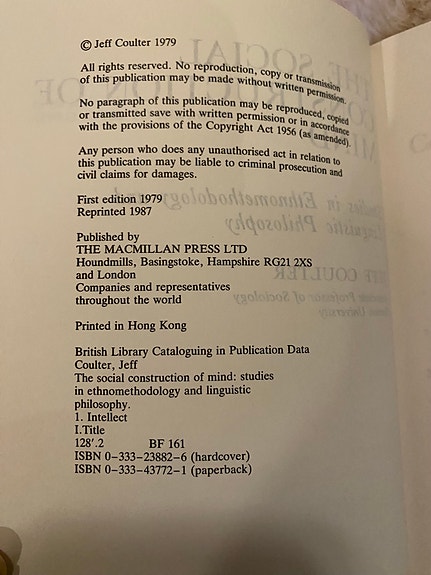 © Jeff Coulter 1979
All rights reserved. No reproduction, copy or transmission
of this publication may be made without written permission.
No paragraph of this publication may be reproduced, copied
or transmitted save with written permission or in accordance
with the provisions of the Copyright Act 1956 (as amended).
Any person who does any unauthorised act in relation to
this publication may be liable to criminal prosecution and
civil claims for damages.
First edition 1979
Reprinted 1987
Published by
THE MACMILLAN PRESS LTD
Houndmills, Basingstoke, Hampshire RG21 2XS
and London
Companies and representatives
throughout the world
Printed in Hong Kong
British Library Cataloguing in Publication Data
Coulter, Jeff
The social construction of mind: studies
in ethnomethodology and linguistic
philosophy.
1. Intellect
I.Title
128'.2 BF 161
ISBN 0–333–23882–6 (hardcover)
ISBN 0–333–43772–1 (paperback)